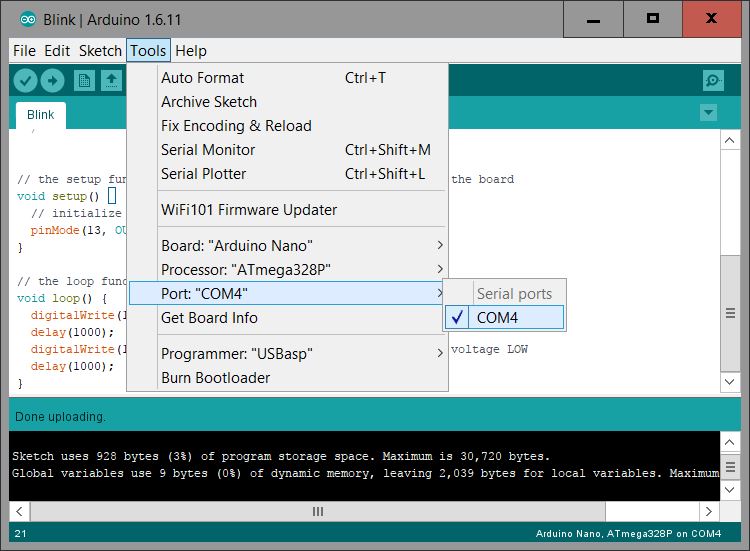 Blink | Arduino 1.6.11
File Edit Sketch Tools Help
Blink
Auto Format Ctrl+T
Archive Sketch
Fix Encoding & Reload
Serial Monitor Ctrl+Shift+M
Serial Plotter Ctrl+Shift+L
WiFi101 Firmware Updater
Board: "Arduino Nano"
Processor: "ATmega328P"
Port: "COM4"
Get Board Info
Programmer: "USBasp"
Burn Bootloader
Serial ports
COM4
// the setup fun the board
void setup()
// initialize
pinMode(13, OU
}
// the loop func
void loop() {
digitalWrite(1
delay(1000);
digitalWrite(1 voltage LOW
delay(1000);
}
Done uploading.
Sketch uses 928 bytes (3%) of program storage space. Maximum is 30,720 bytes.
Global variables use 9 bytes (0%) of dynamic memory, leaving 2,039 bytes for local variables. Maximum
21 Arduino Nano, ATmega328P on COM4